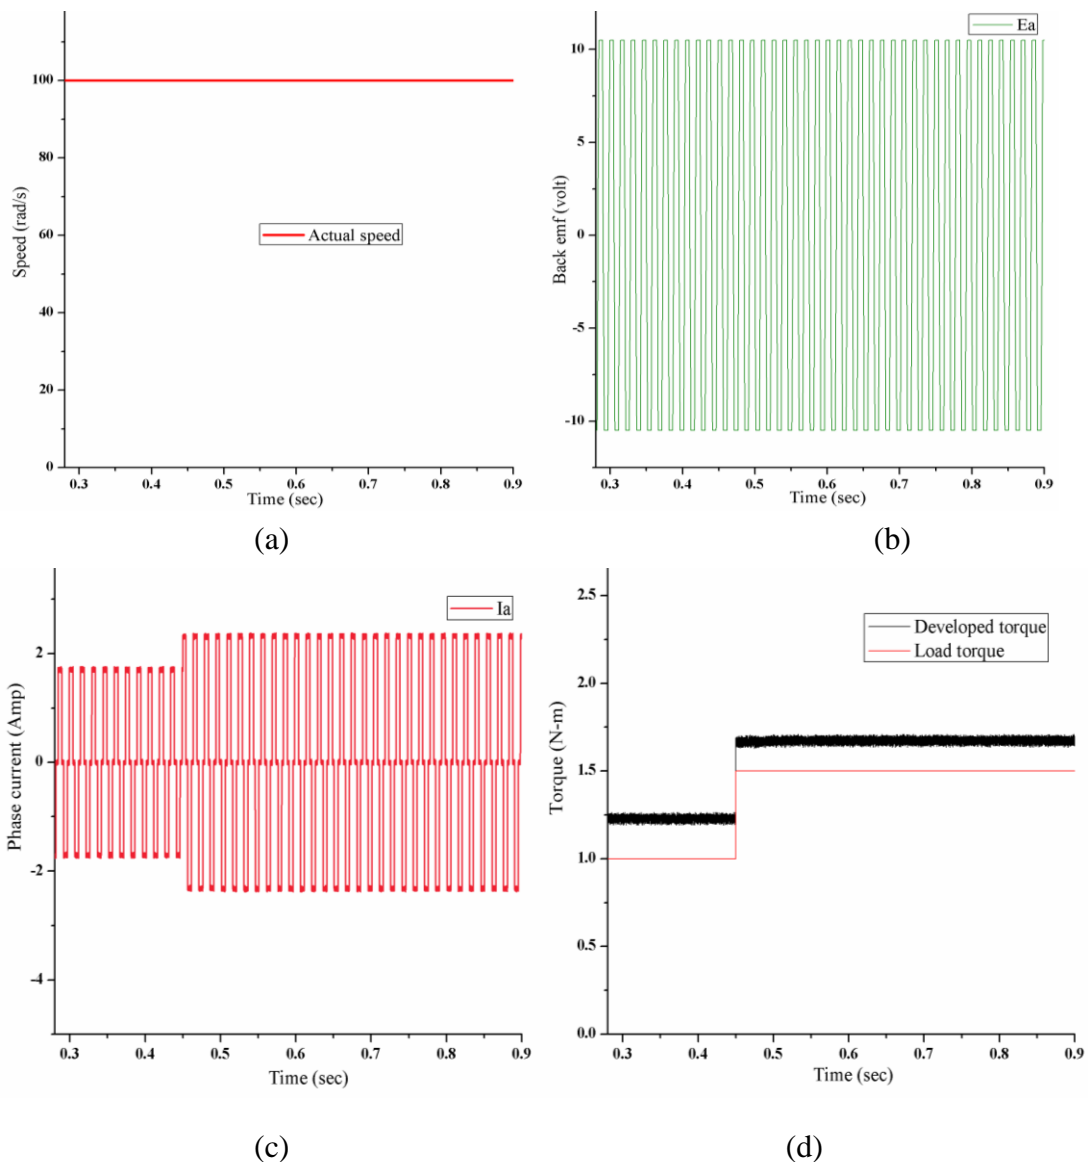 100
80
60
40
20
0
Speed (rad/s)
Actual speed
0.3 0.4 0.5 0.6 0.7 0.8 0.9
Time (sec)
(a)
Ea
10
5
0
-5
-10
Back emf (volt)
0.3 0.4 0.5 0.6 0.7 0.8 0.9
Time (sec)
(b)
Ia
2
0
-2
-4
Phase current (Amp)
0.3 0.4 0.5 0.6 0.7 0.8 0.9
Time (sec)
(c)
2.5
2.0
1.5
1.0
0.5
0.0
Torque (N-m)
Developed torque
Load torque
0.3 0.4 0.5 0.6 0.7 0.8 0.9
Time (sec)
(d)